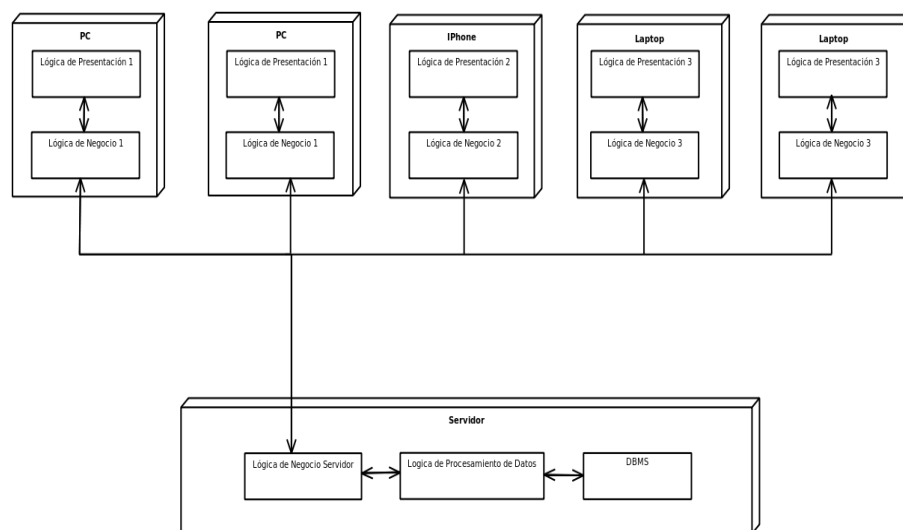 PC
Lógica de Presentación 1
Lógica de Negocio 1
PC
Lógica de Presentación 1
Lógica de Negocio 1
IPhone
Lógica de Presentación 2
Lógica de Negocio 2
Laptop
Lógica de Presentación 3
Lógica de Negocio 3
Laptop
Lógica de Presentación 3
Lógica de Negocio 3
Servidor
Lógica de Negocio Servidor
Logica de Procesamiento de Datos
DBMS